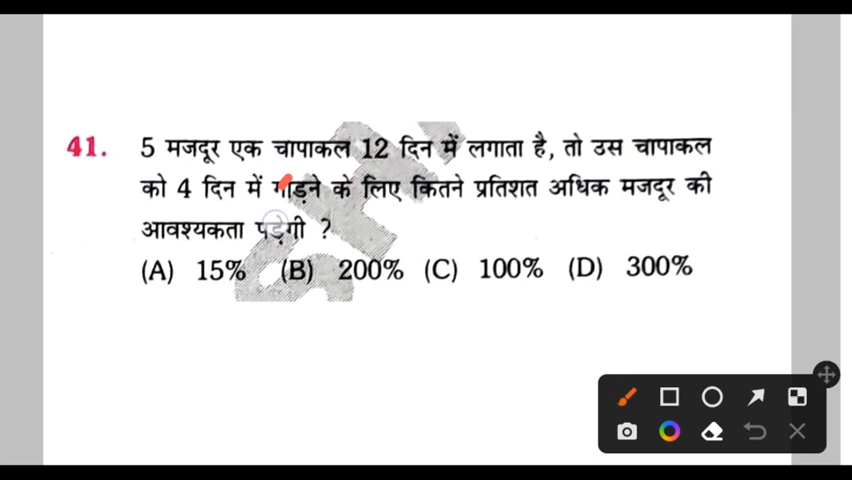 41. 5 मजदूर एक चापाकल 12 दिन में लगाता है, तो उस चापाकल
को 4 दिन में गाड़ने के लिए कितने प्रतिशत अधिक मजदूर की
आवश्यकता पड़ेगी ?
(A) 15% (B) 200% (C) 100% (D) 300%